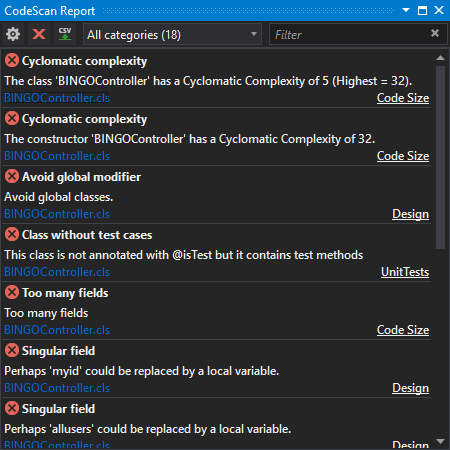 CodeScan Report
CSV
All categories (18)
Filter
Cyclomatic complexity
The class 'BINGOController' has a Cyclomatic Complexity of 5 (Highest = 32).
BINGOController.cls
Code Size
Cyclomatic complexity
The constructor 'BINGOController' has a Cyclomatic Complexity of 32.
BINGOController.cls
Code Size
Avoid global modifier
Avoid global classes.
BINGOController.cls
Design
Class without test cases
This class is not annotated with @isTest but it contains test methods
BINGOController.cls
UnitTests
Too many fields
Too many fields
BINGOController.cls
Code Size
Singular field
Perhaps 'myid' could be replaced by a local variable.
BINGOController.cls
Design
Singular field
Perhaps 'allusers' could be replaced by a local variable.
BINGOController.cls
Design